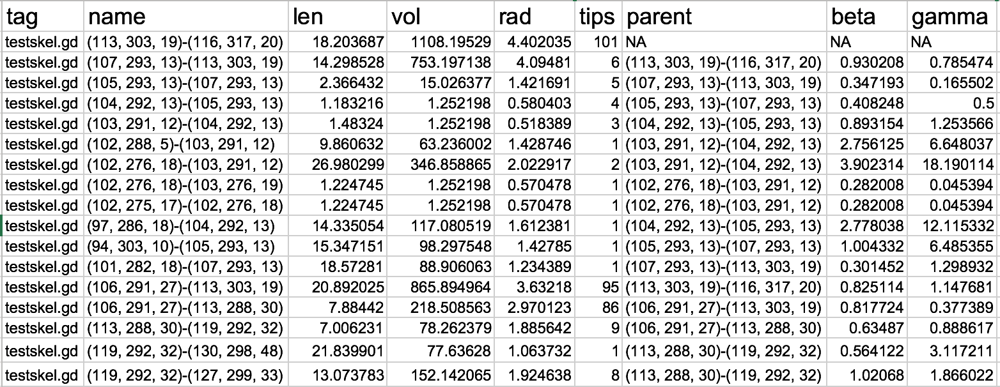 tag name len vol rad tips parent beta gamma
testskel.gd (113, 303, 19)-(116, 317, 20) 18.203687 1108.19529 4.402035 101 NA NA NA
testskel.gd (107, 293, 13)-(113, 303, 19) 14.298528 753.197138 4.09481 6 (113, 303, 19)-(116, 317, 20) 0.930208 0.785474
testskel.gd (105, 293, 13)-(107, 293, 13) 2.366432 15.026377 1.421691 5 (107, 293, 13)-(113, 303, 19) 0.347193 0.165502
testskel.gd (104, 292, 13)-(105, 293, 13) 1.183216 1.252198 0.580403 4 (105, 293, 13)-(107, 293, 13) 0.408248 0.5
testskel.gd (103, 291, 12)-(104, 292, 13) 1.48324 1.252198 0.518389 3 (104, 292, 13)-(105, 293, 13) 0.893154 1.253566
testskel.gd (102, 288, 5)-(103, 291, 12) 9.860632 63.236002 1.428746 1 (103, 291, 12)-(104, 292, 13) 2.756125 6.648037
testskel.gd (102, 276, 18)-(103, 291, 12) 26.980299 346.858865 2.022917 2 (103, 291, 12)-(104, 292, 13) 3.902314 18.190114
testskel.gd (102, 276, 18)-(103, 276, 19) 1.224745 1.252198 0.570478 1 (102, 276, 18)-(103, 291, 12) 0.282008 0.045394
testskel.gd (102, 275, 17)-(102, 276, 18) 1.224745 1.252198 0.570478 1 (102, 276, 18)-(103, 291, 12) 0.282008 0.045394
testskel.gd (97, 286, 18)-(104, 292, 13) 14.335054 117.080519 1.612381 1 (104, 292, 13)-(105, 293, 13) 2.778038 12.115332
testskel.gd (94, 303, 10)-(105, 293, 13) 15.347151 98.297548 1.42785 1 (105, 293, 13)-(107, 293, 13) 1.004332 6.485355
testskel.gd (101, 282, 18)-(107, 293, 13) 18.57281 88.906063 1.234389 1 (107, 293, 13)-(113, 303, 19) 0.301452 1.298932
testskel.gd (106, 291, 27)-(113, 303, 19) 20.892025 865.894964 3.63218 95 (113, 303, 19)-(116, 317, 20) 0.825114 1.147681
testskel.gd (106, 291, 27)-(113, 288, 30) 7.88442 218.508563 2.970123 86 (106, 291, 27)-(113, 303, 19) 0.817724 0.377389
testskel.gd (113, 288, 30)-(119, 292, 32) 7.006231 78.262379 1.885642 9 (106, 291, 27)-(113, 288, 30) 0.63487 0.888617
testskel.gd (119, 292, 32)-(130, 298, 48) 21.839901 77.63628 1.063732 1 (113, 288, 30)-(119, 292, 32) 0.564122 3.117211
testskel.gd (119, 292, 32)-(127, 299, 33) 13.073783 152.142065 1.924638 8 (113, 288, 30)-(119, 292, 32) 1.02068 1.866022